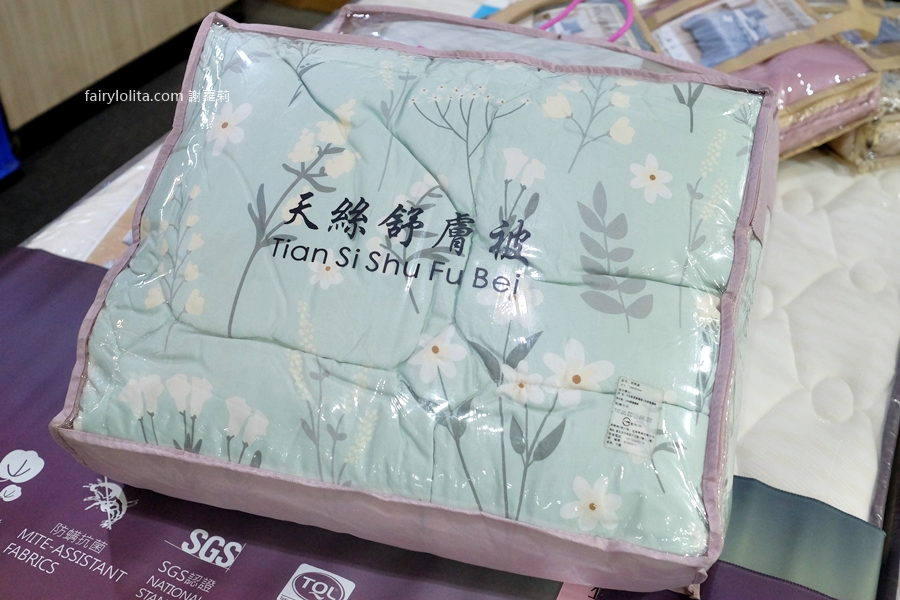 fairylolita.com 謝蘿莉
天絲舒膚被
Tian Si Shu Fu Bei
防螨抗菌
MITE-ASSISTANT
FABRICS
SGS
SGS認證
NATIONAL
TQL